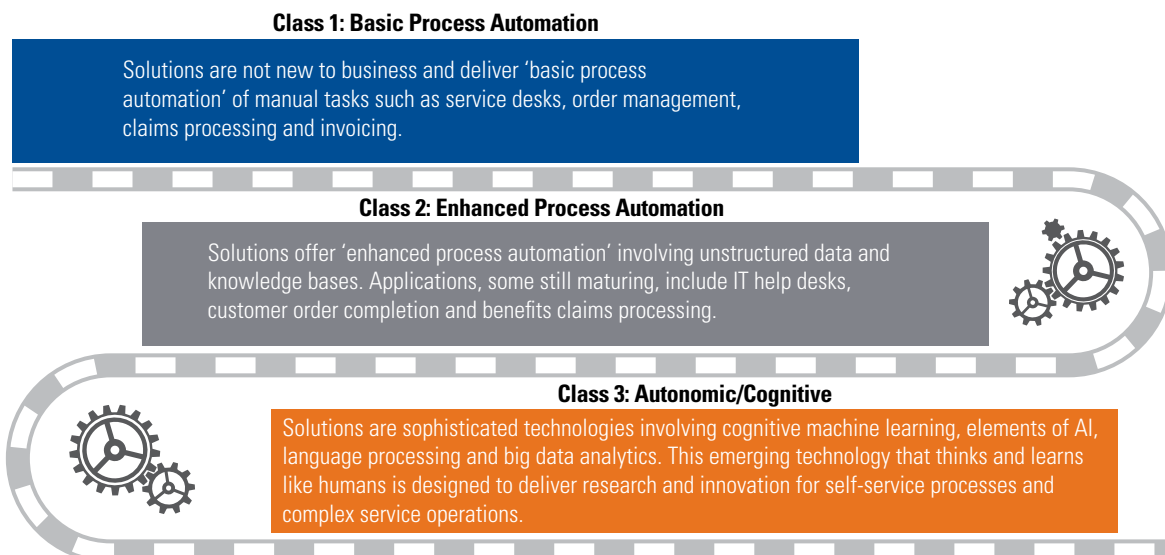 Class 1: Basic Process Automation
Solutions are not new to business and deliver ‘basic process
automation’ of manual tasks such as service desks, order management,
claims processing and invoicing.
Class 2: Enhanced Process Automation
Solutions offer ‘enhanced process automation’ involving unstructured data and
knowledge bases. Applications, some still maturing, include IT help desks,
customer order completion and benefits claims processing.
Class 3: Autonomic/Cognitive
Solutions are sophisticated technologies involving cognitive machine learning, elements of AI,
language processing and big data analytics. This emerging technology that thinks and learns
like humans is designed to deliver research and innovation for self-service processes and
complex service operations.